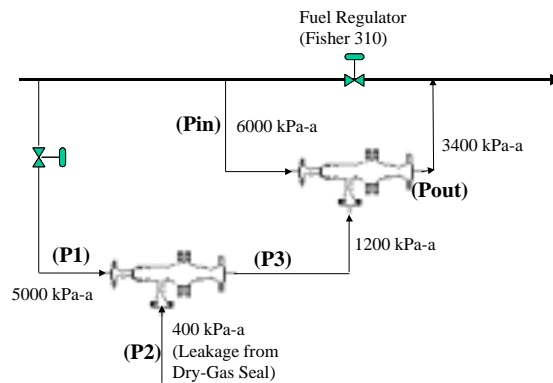 Fuel Regulator
(Fisher 310)
(Pin)
6000 kPa-a
3400 kPa-a
(Pout)
(P1)
(P3)
1200 kPa-a
5000 kPa-a
400 kPa-a
(P2)
(Leakage from
Dry-Gas Seal)